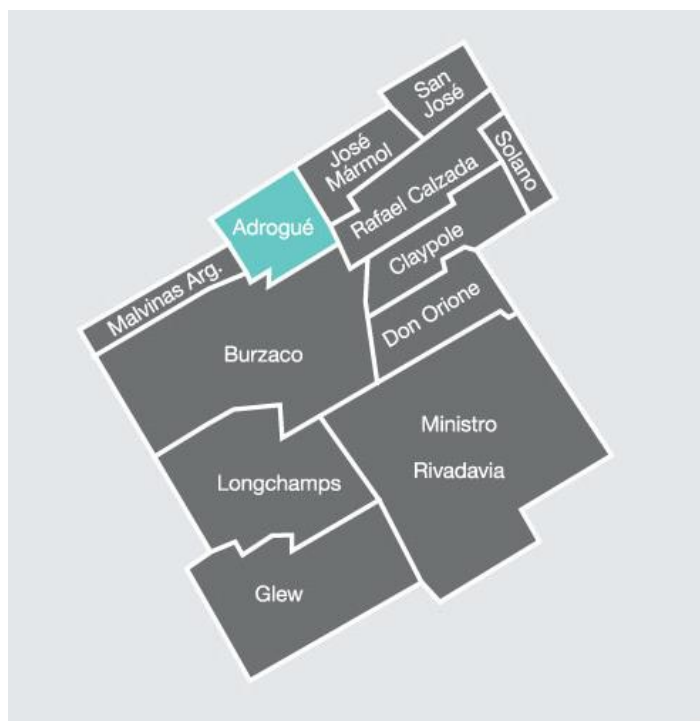 San
José
José
Mármol
Solano
Rafael Calzada
Adrogué
Claypole
Malvinas Arg.
Don Orione
Burzaco
Ministro
Rivadavia
Longchamps
Glew